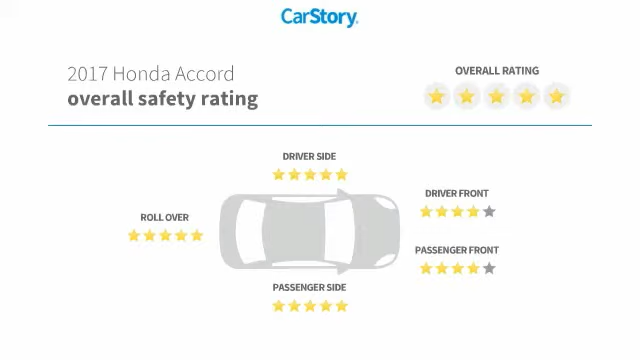 CarStory.
2017 Honda Accord
overall safety rating
OVERALL RATING
DRIVER SIDE
DRIVER FRONT
ROLL OVER
PASSENGER FRONT
PASSENGER SIDE